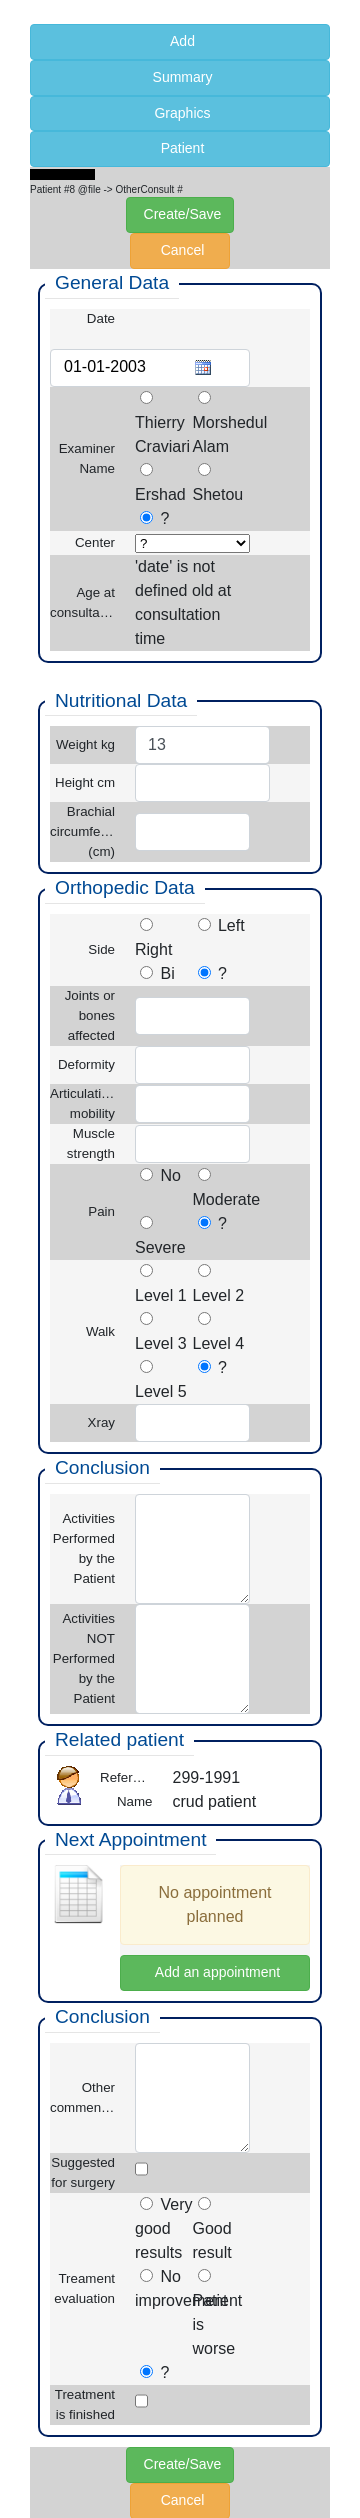 Add
Summary
Graphics
Patient
Patient #8 @file -> OtherConsult #
Create/Save
Cancel
General Data
Date
01-01-2003
Examiner Name
Thierry Craviari
Morshedul Alam
Ershad
Shetou
?
Center
?
Age at consulta...
'date' is not
defined old at
consultation
time
Nutritional Data
Weight kg
13
Height cm
Brachial
circumfe...
(cm)
Orthopedic Data
Side
Right
Left
Bi
?
Joints or
bones
affected
Deformity
Articulati...
mobility
Muscle
strength
Pain
No
Moderate
Severe
?
Walk
Level 1
Level 2
Level 3
Level 4
Level 5
?
Xray
Conclusion
Activities
Performed
by the
Patient
Activities
NOT
Performed
by the
Patient
Related patient
Refer... 299-1991
Name crud patient
Next Appointment
No appointment
planned
Add an appointment
Conclusion
Other
commen...
Suggested
for surgery
Treament
evaluation
Very good results
Good result
No improvement
Patient is worse
?
Treatment
is finished
Create/Save
Cancel